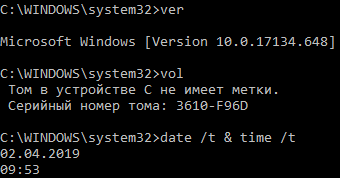 C:\WINDOWS\system32>ver
Microsoft Windows [Version 10.0.17134.648]
C:\WINDOWS\system32>vol
Том в устройстве C не имеет метки.
Серийный номер тома: 3610-F96D
C:\WINDOWS\system32>date /t & time /t
02.04.2019
09:53